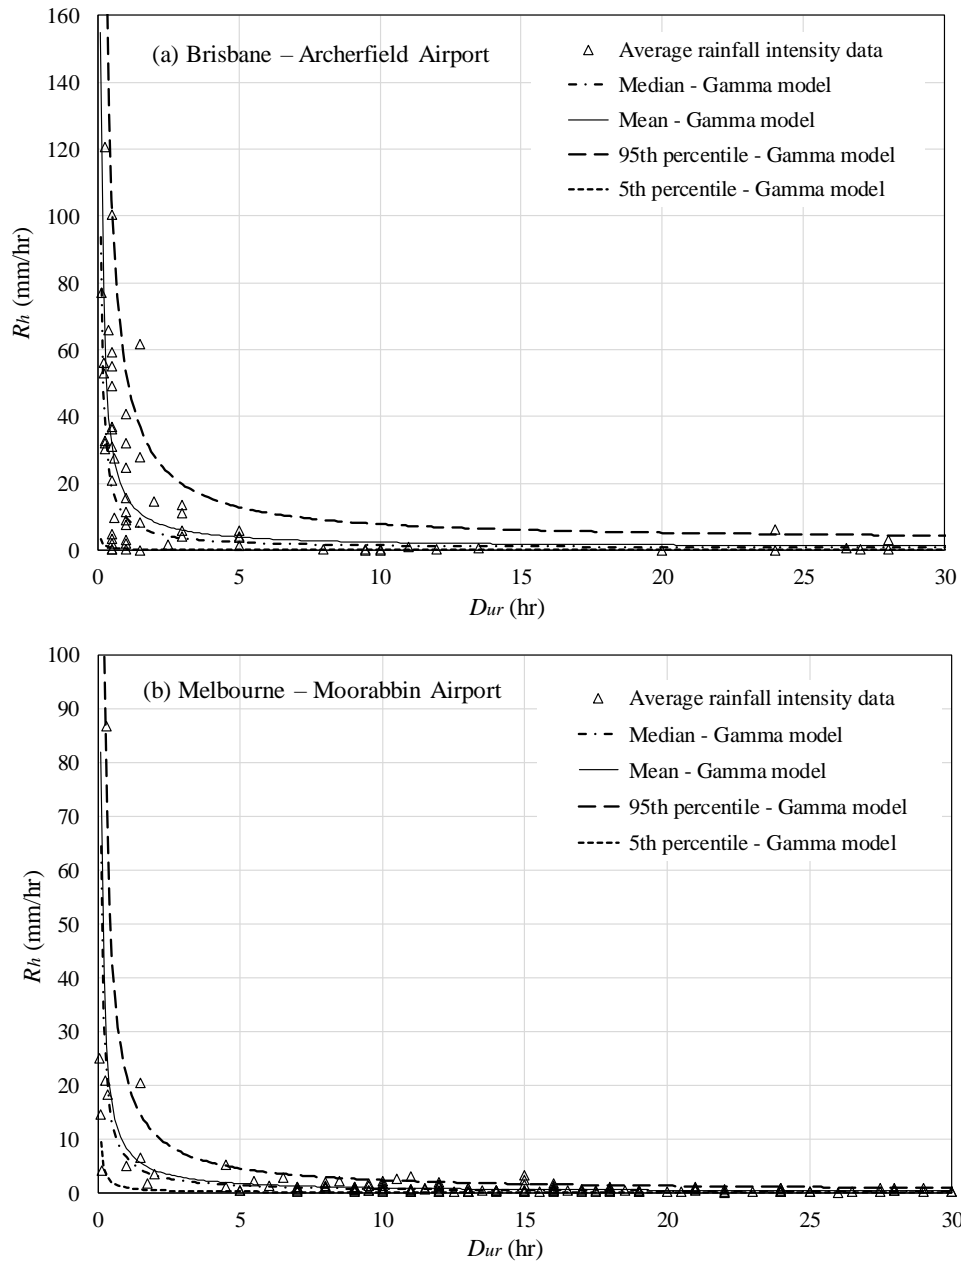 160
(a) Brisbane – Archerfield Airport
Average rainfall intensity data
140
Median - Gamma model
120
Mean - Gamma model
100
95th percentile - Gamma model
80
5th percentile - Gamma model
60
40
20
0
Rh (mm/hr)
0 5 10 15 20 25 30
Dur (hr)
100
(b) Melbourne – Moorabbin Airport
Average rainfall intensity data
90
Median - Gamma model
80
Mean - Gamma model
70
95th percentile - Gamma model
60
5th percentile - Gamma model
50
40
30
20
10
0
Rh (mm/hr)
0 5 10 15 20 25 30
Dur (hr)